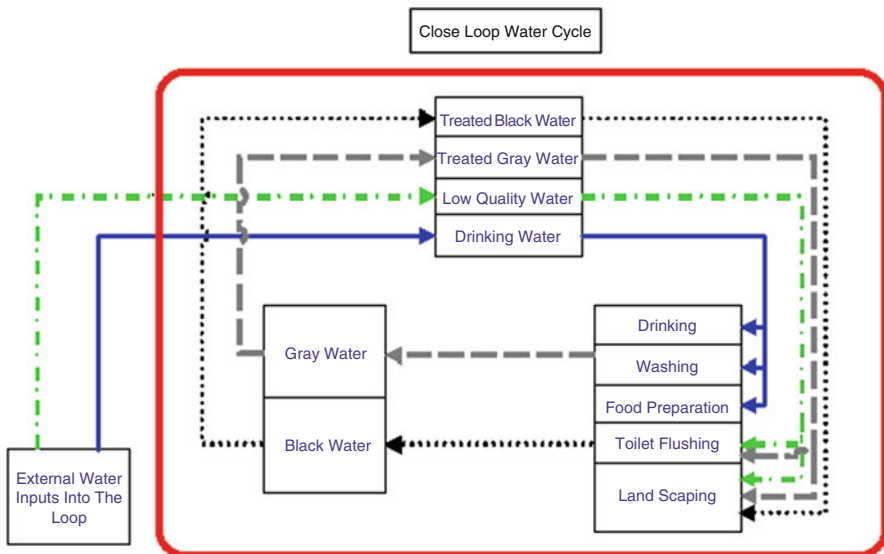 Close Loop Water Cycle
Treated Black Water
Treated Gray Water
Low Quality Water
Drinking Water
Gray Water
Black Water
Drinking
Washing
Food Preparation
Toilet Flushing
Land Scaping
External Water
Inputs Into The
Loop